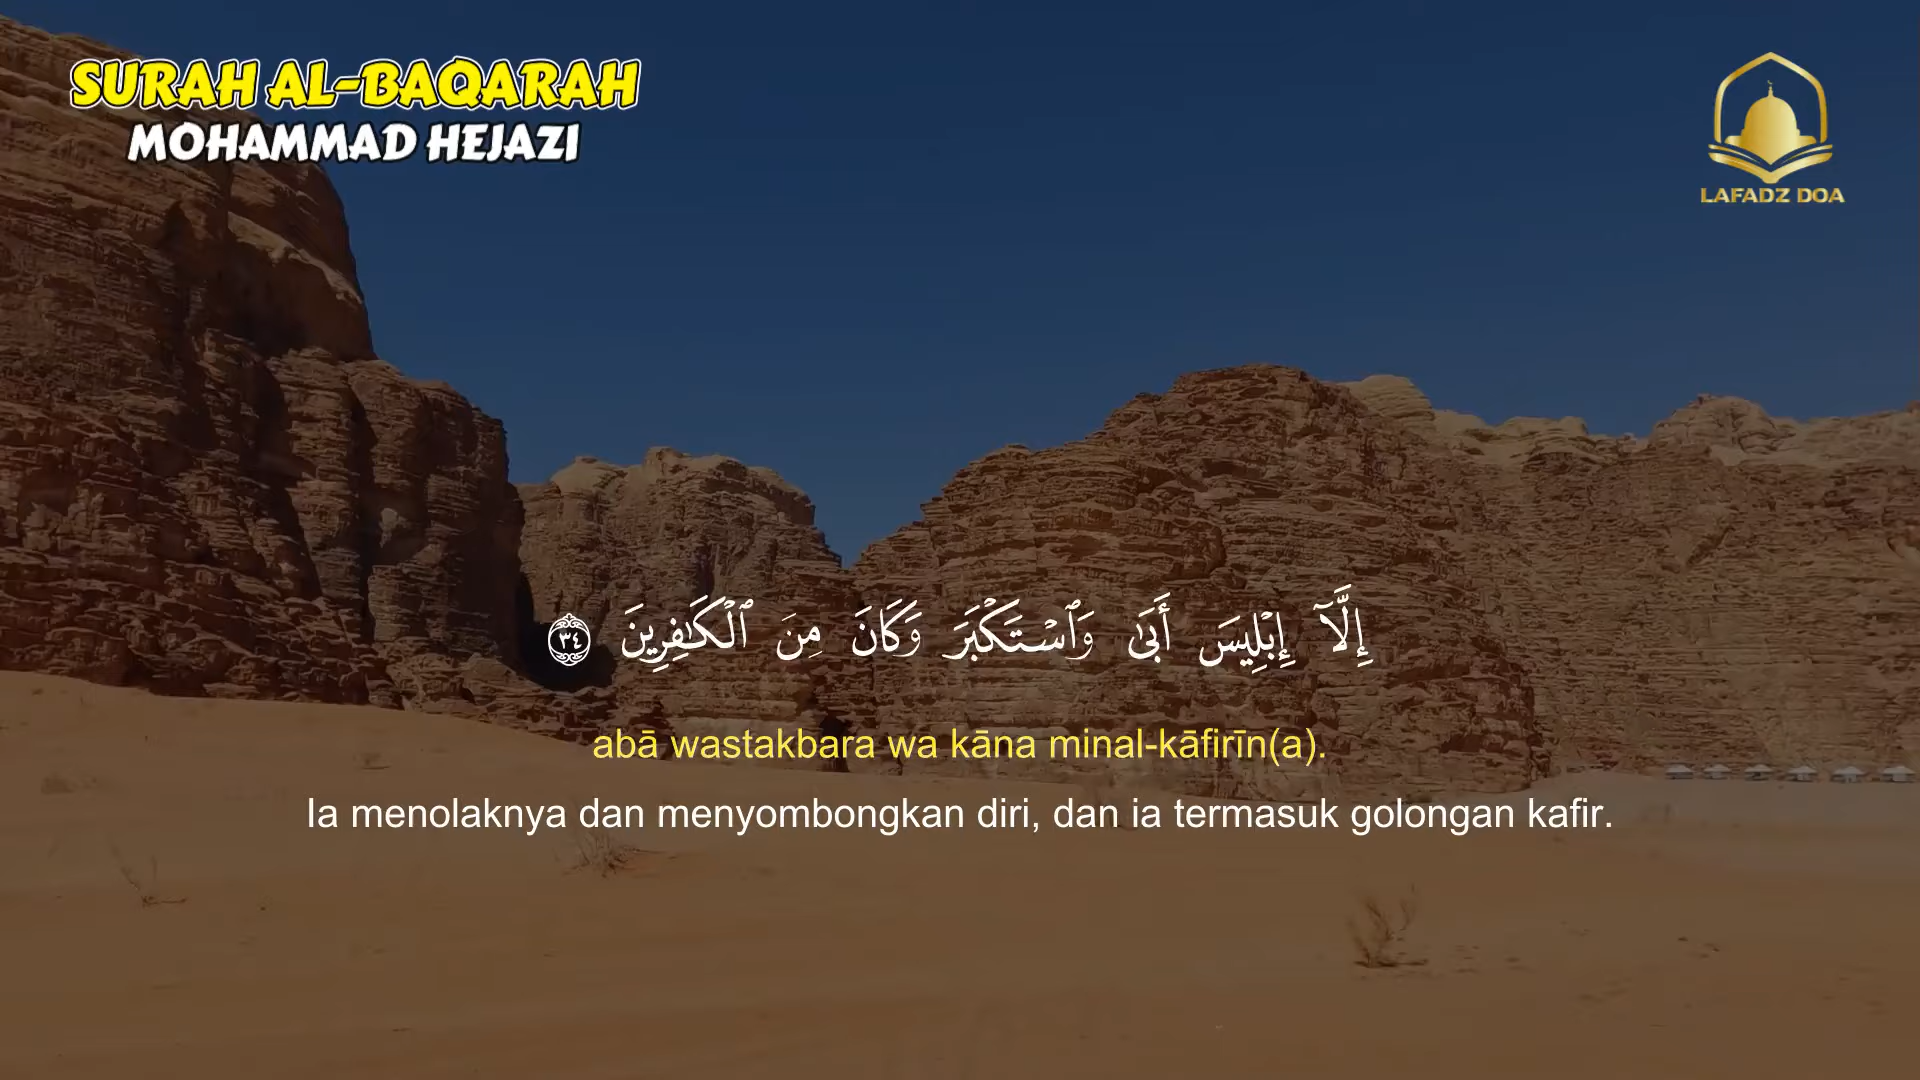 SURAH AL-BAQARAH
MOHAMMAD HEJAZI
LAFADZ DOA
إِلَّآ إِبْلِيسَ أَبَىٰ وَٱسْتَكْبَرَ وَكَانَ مِنَ ٱلْكَـٰفِرِينَ ٣٤
abā wastakbara wa kāna minal-kāfirīn(a).
Ia menolaknya dan menyombongkan diri, dan ia termasuk golongan kafir.